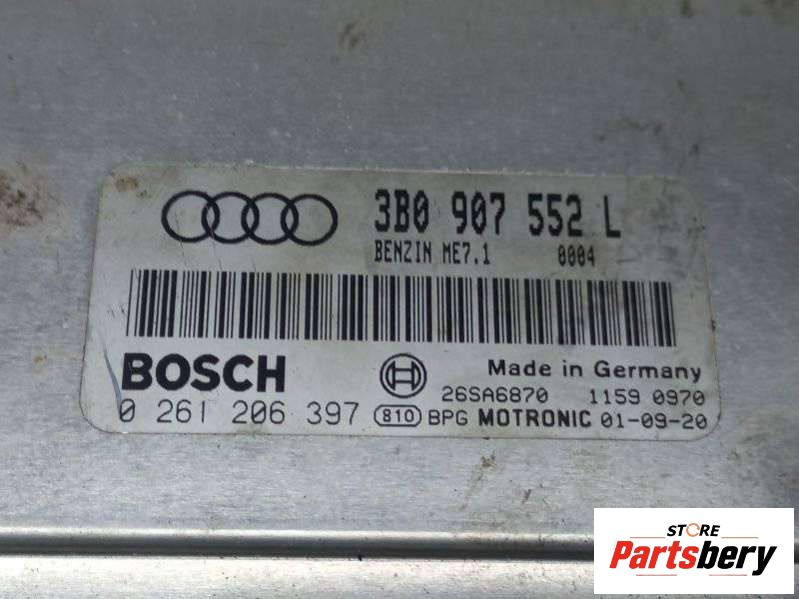 3B0 907 552 L
BENZIN ME7.1 0004
BOSCH
Made in Germany
26SA6870 1159 0970
0 261 206 397 810 BPG MOTRONIC 01-09-20
STORE
Partsbery